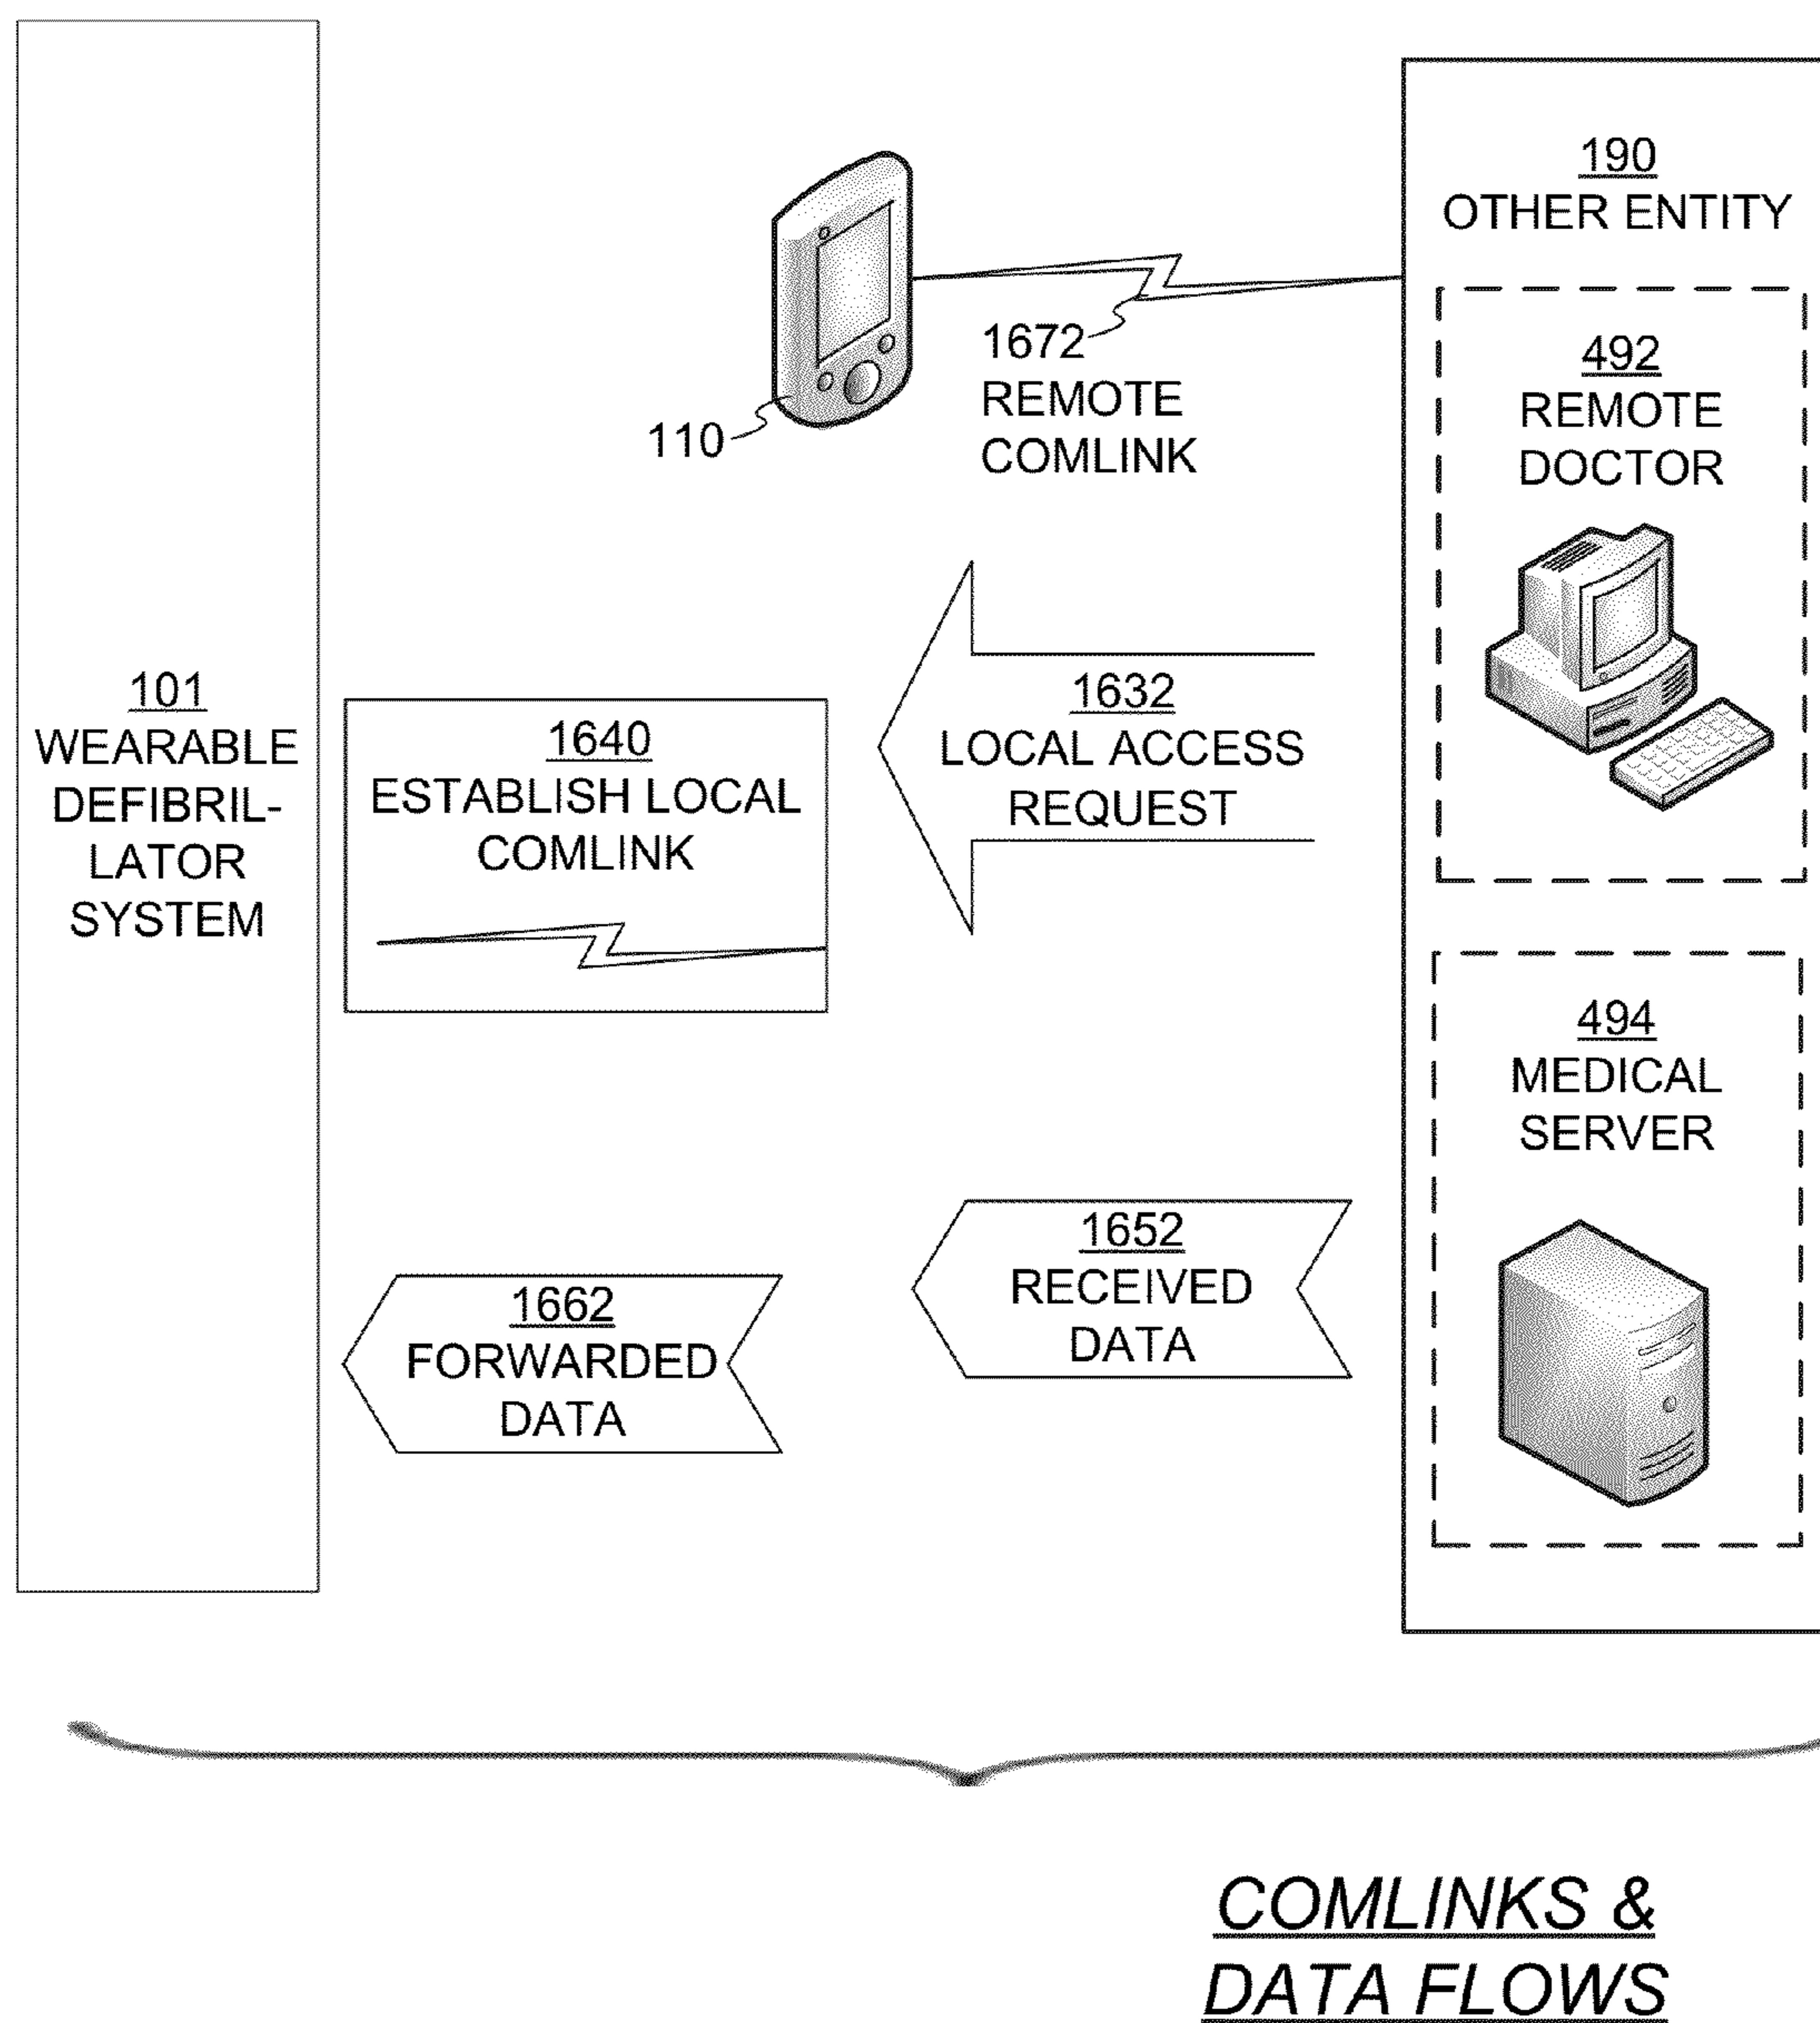 190
OTHER ENTITY
1672
REMOTE
COMLINK
110
492
REMOTE
DOCTOR
101
WEARABLE
DEFIBRIL-
LATOR
SYSTEM
1640
ESTABLISH LOCAL
COMLINK
1632
LOCAL ACCESS
REQUEST
494
MEDICAL
SERVER
1652
RECEIVED
DATA
1662
FORWARDED
DATA
COMLINKS &
DATA FLOWS